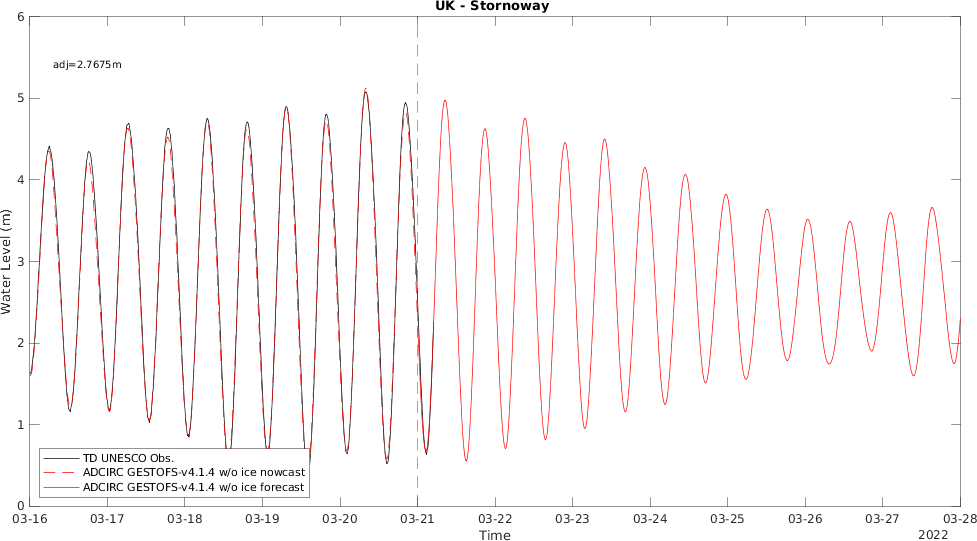 UK - Stornoway
adj=2.7675m
6
5
4
3
2
1
0
Water Level (m)
TD UNESCO Obs.
ADCIRC GESTOFS-v4.1.4 w/o ice nowcast
ADCIRC GESTOFS-v4.1.4 w/o ice forecast
03-16 03-17 03-18 03-19 03-20 03-21 03-22 03-23 03-24 03-25 03-26 03-27 03-28
Time
2022